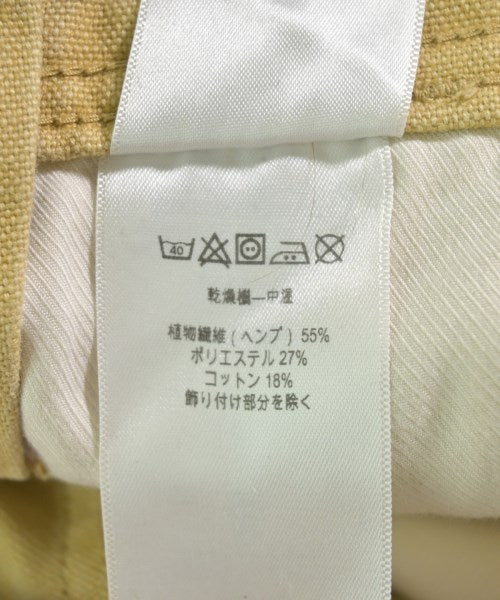 40
乾燥機—中温
植物繊維(ヘンプ) 55%
ポリエステル 27%
コットン 18%
飾り付け部分を除く